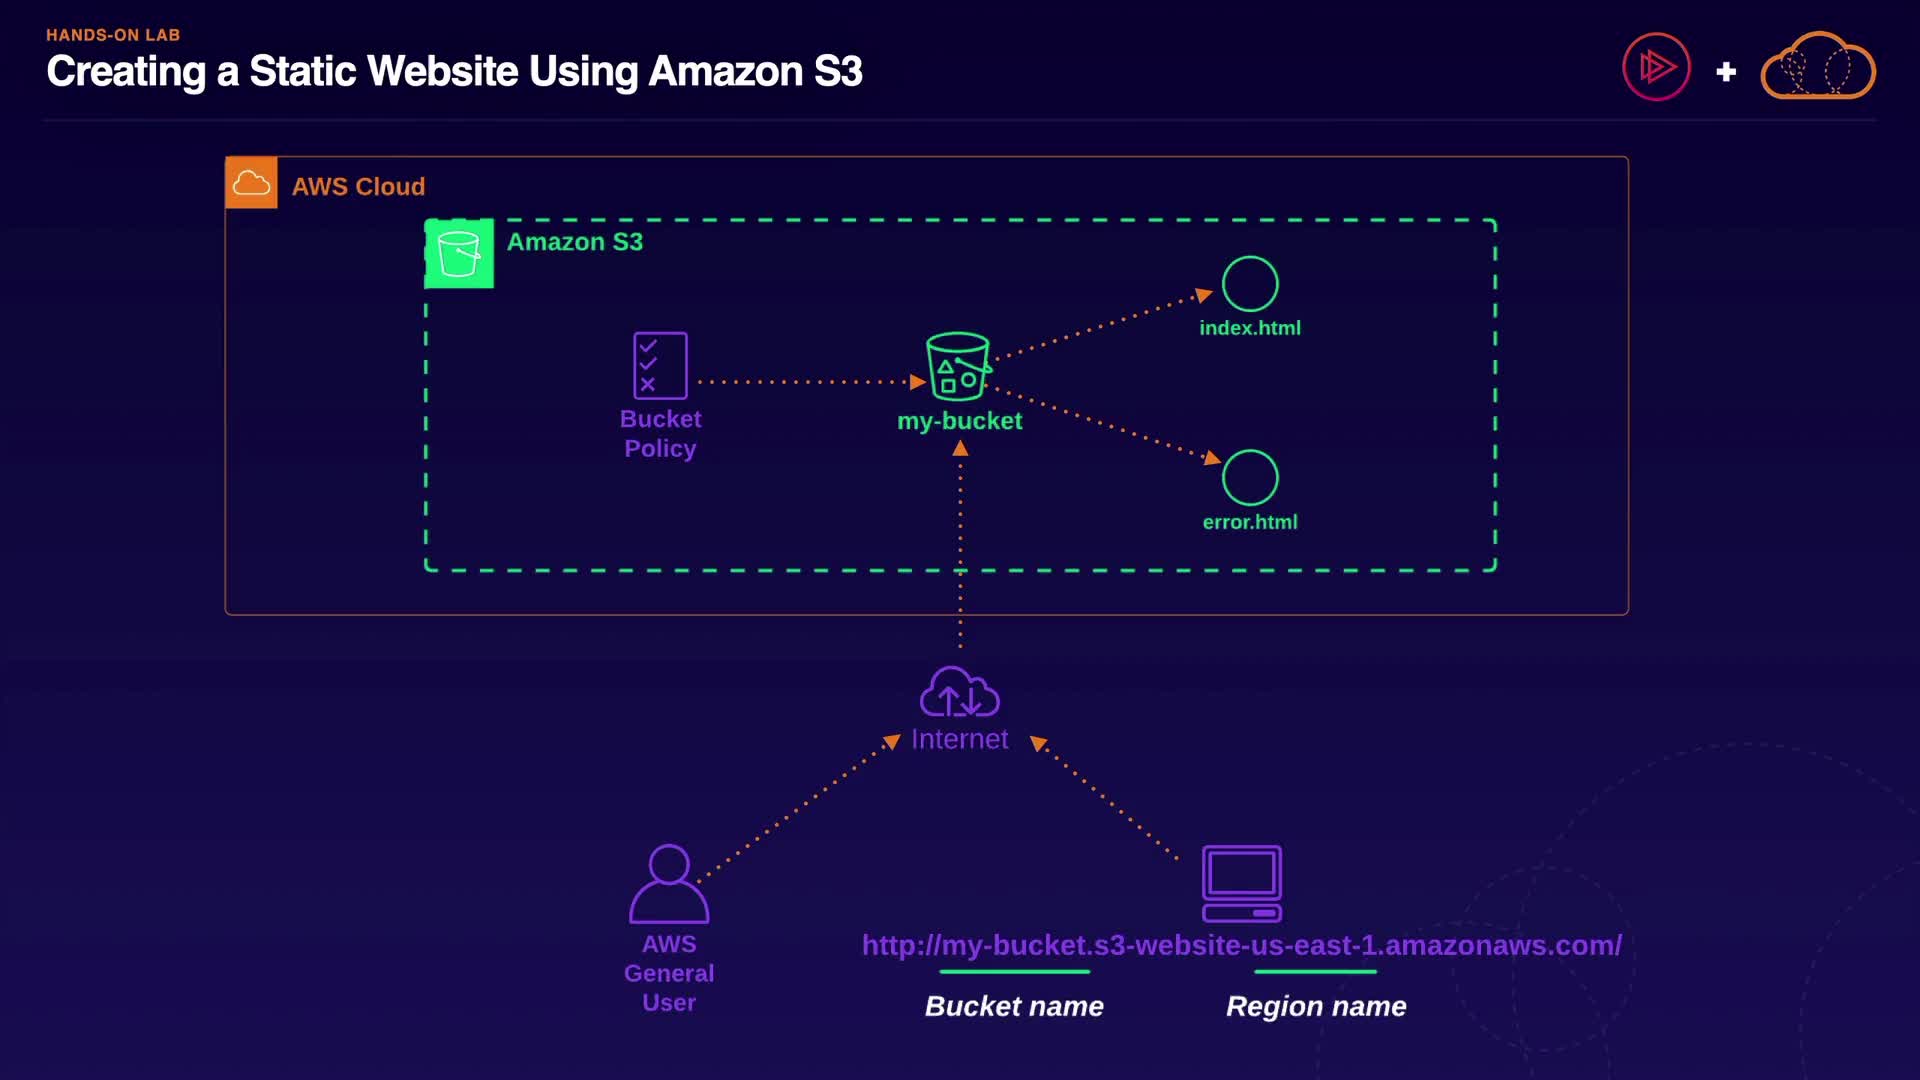 HANDS-ON LAB
Creating a Static Website Using Amazon S3
AWS Cloud
Amazon S3
index.html
Bucket
Policy
my-bucket
error.html
Internet
AWS
General
User
http://my-bucket.s3-website-us-east-1.amazonaws.com/
Bucket name
Region name